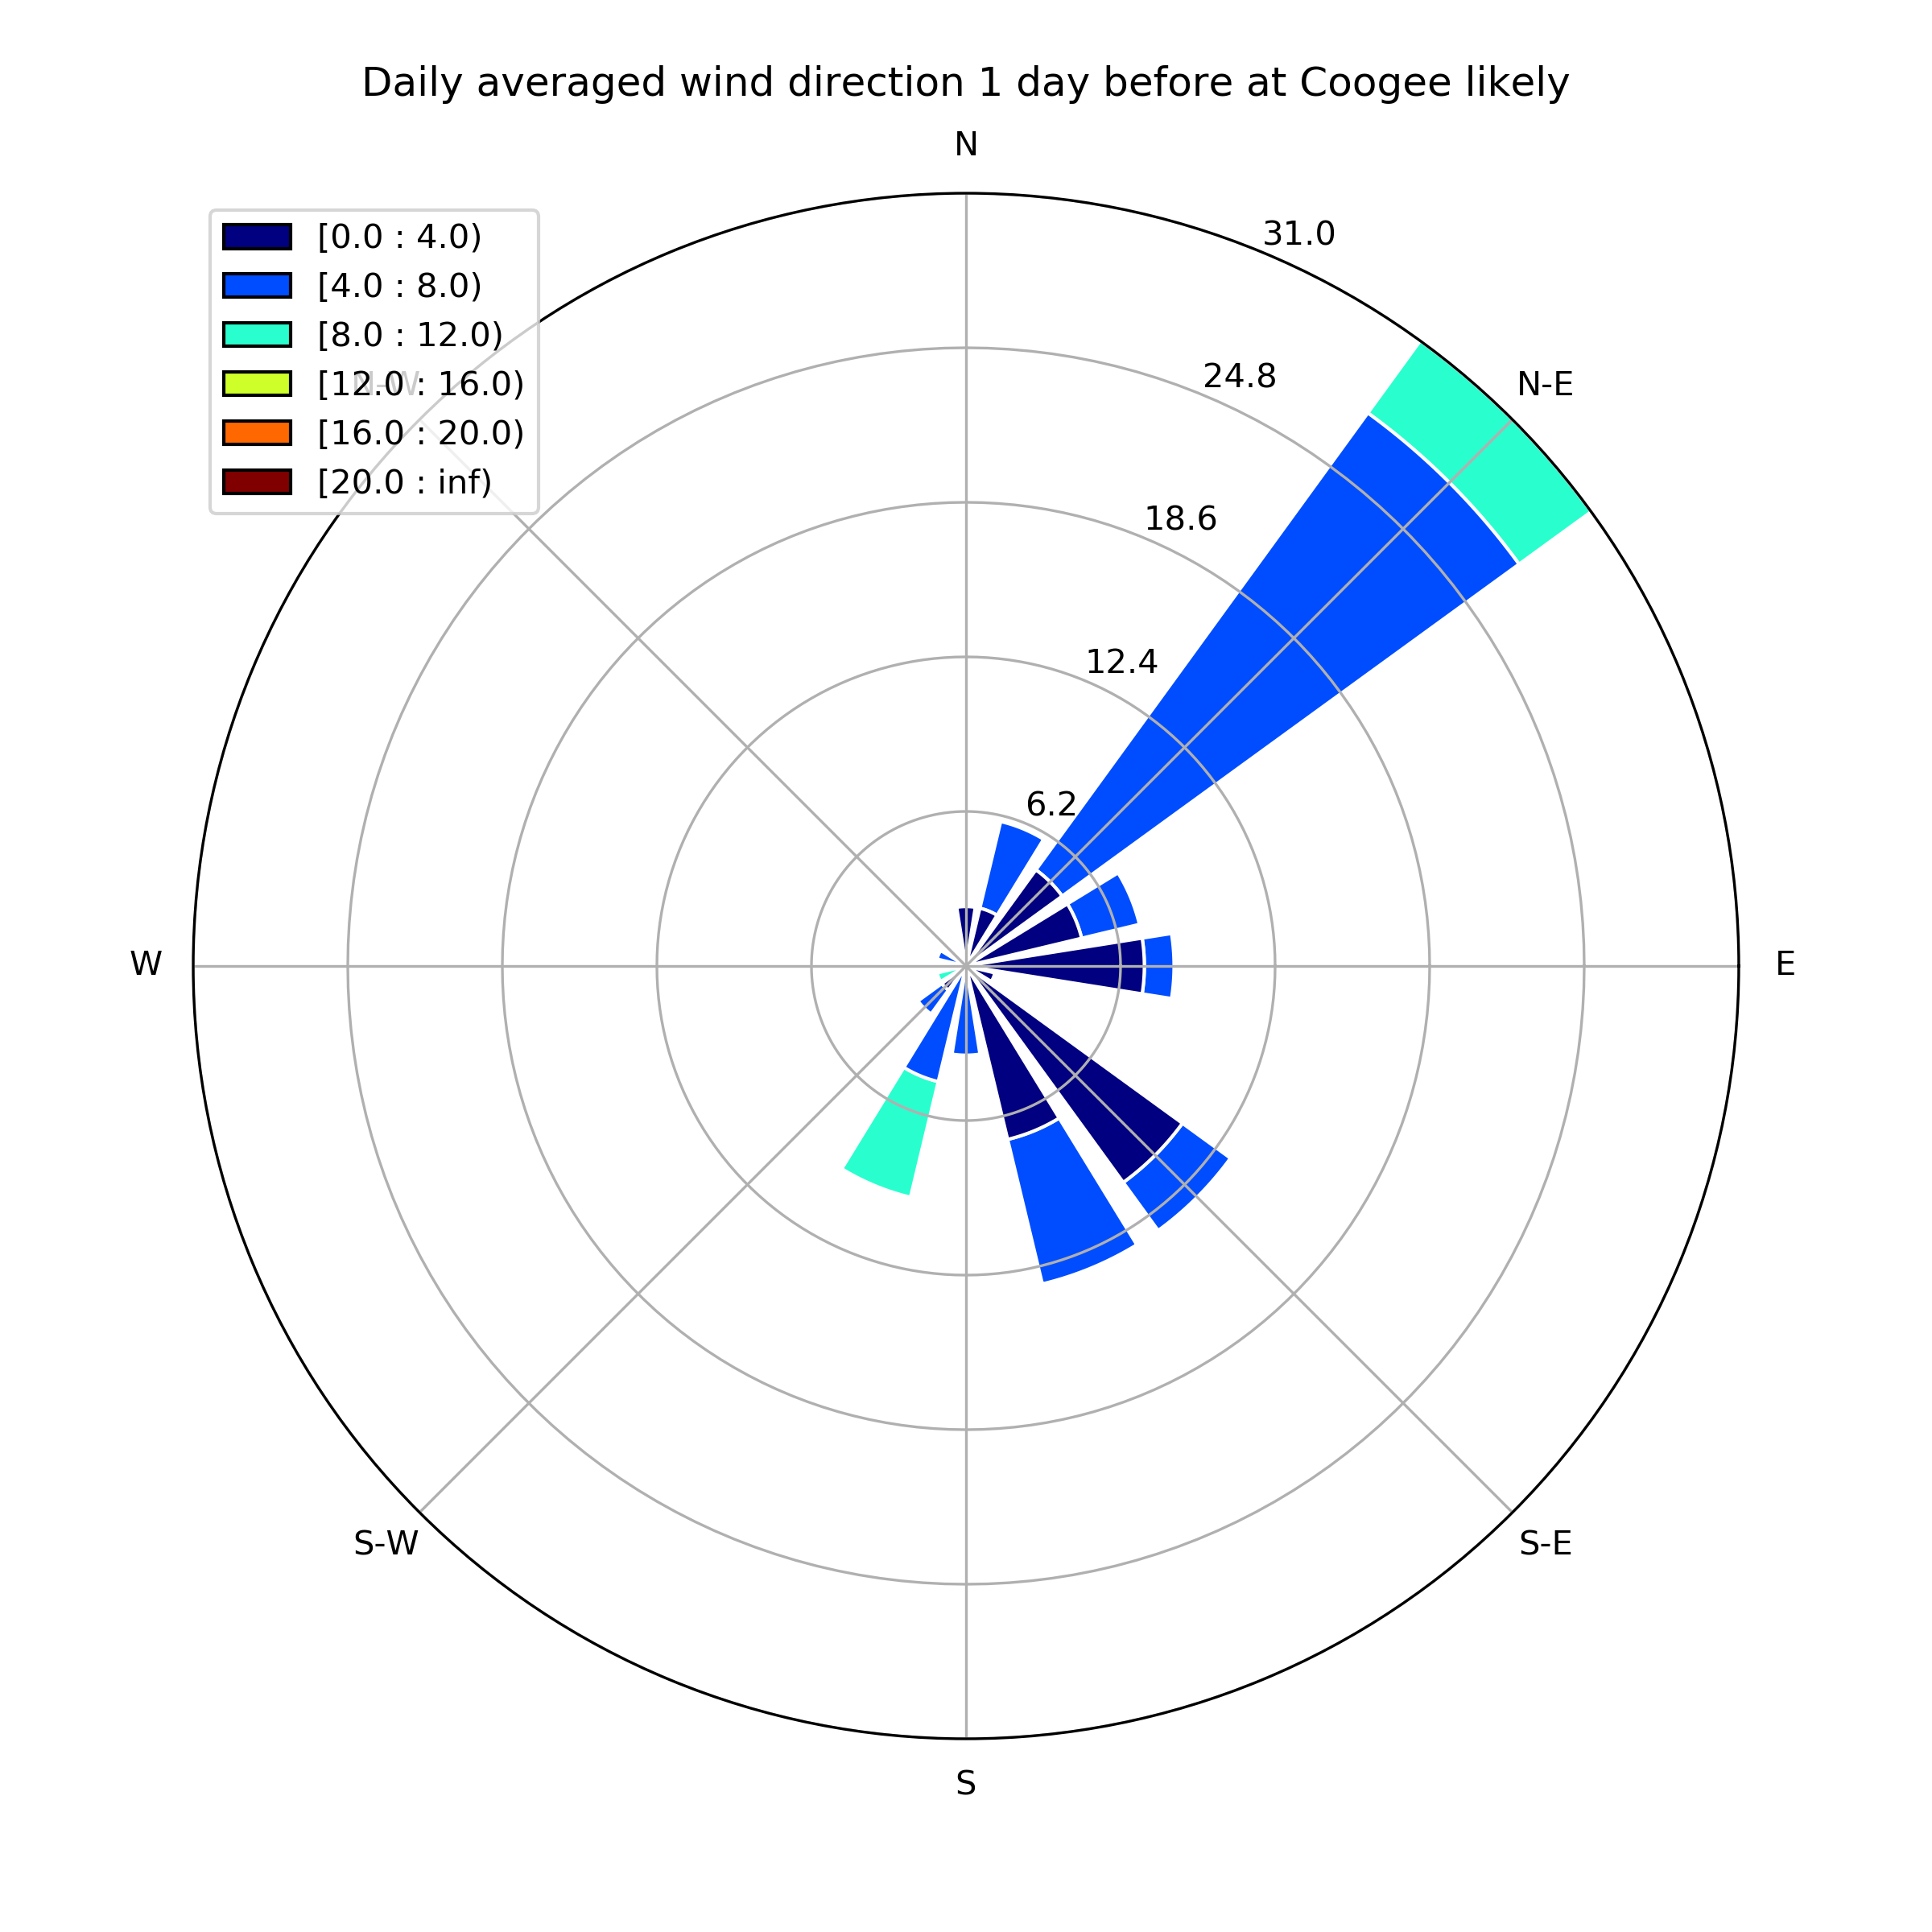 Daily averaged wind direction 1 day before at Coogee likely
N
31.0
[0.0 : 4.0)
[4.0 : 8.0)
[8.0 : 12.0)
[12.0 : 16.0)
[16.0 : 20.0)
[20.0 : inf)
N-W
24.8
N-E
18.6
12.4
6.2
W
E
S-W
S-E
S